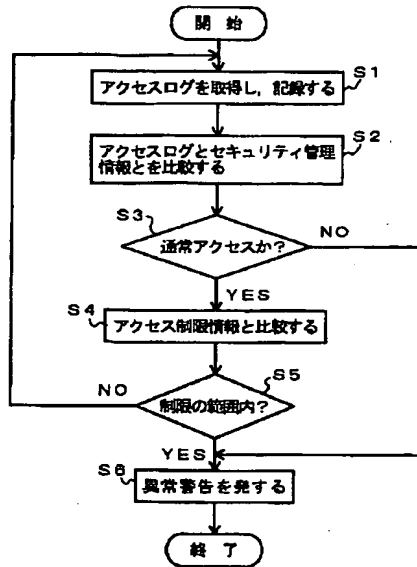 開 始
S1
アクセスログを取得し,記録する
S2
アクセスログとセキュリティ管理
情報とを比較する
S3
通常アクセスか?
NO
YES
S4
アクセス制限情報と比較する
S5
NO
制限の範囲内?
YES
S6
異常警告を発する
終 了